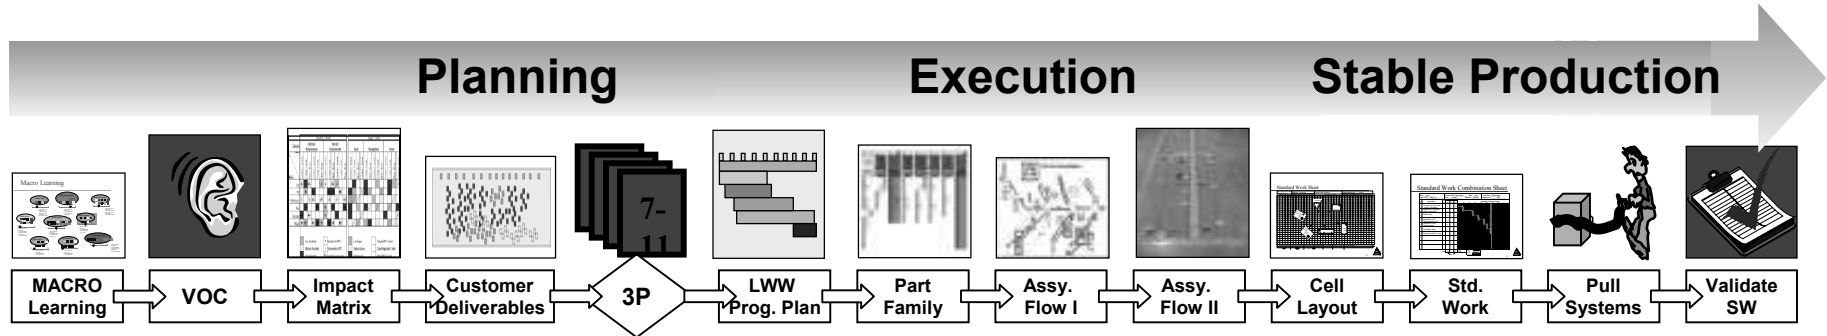 Planning
Execution
Stable Production
Macro Learning
7-
11
Standard Work Sheet
Standard Work Combination Sheet
MACRO
Learning
VOC
Impact
Matrix
Customer
Deliverables
3P
LWW
Prog. Plan
Part
Family
Assy.
Flow I
Assy.
Flow II
Cell
Layout
Std.
Work
Pull
Systems
Validate
SW